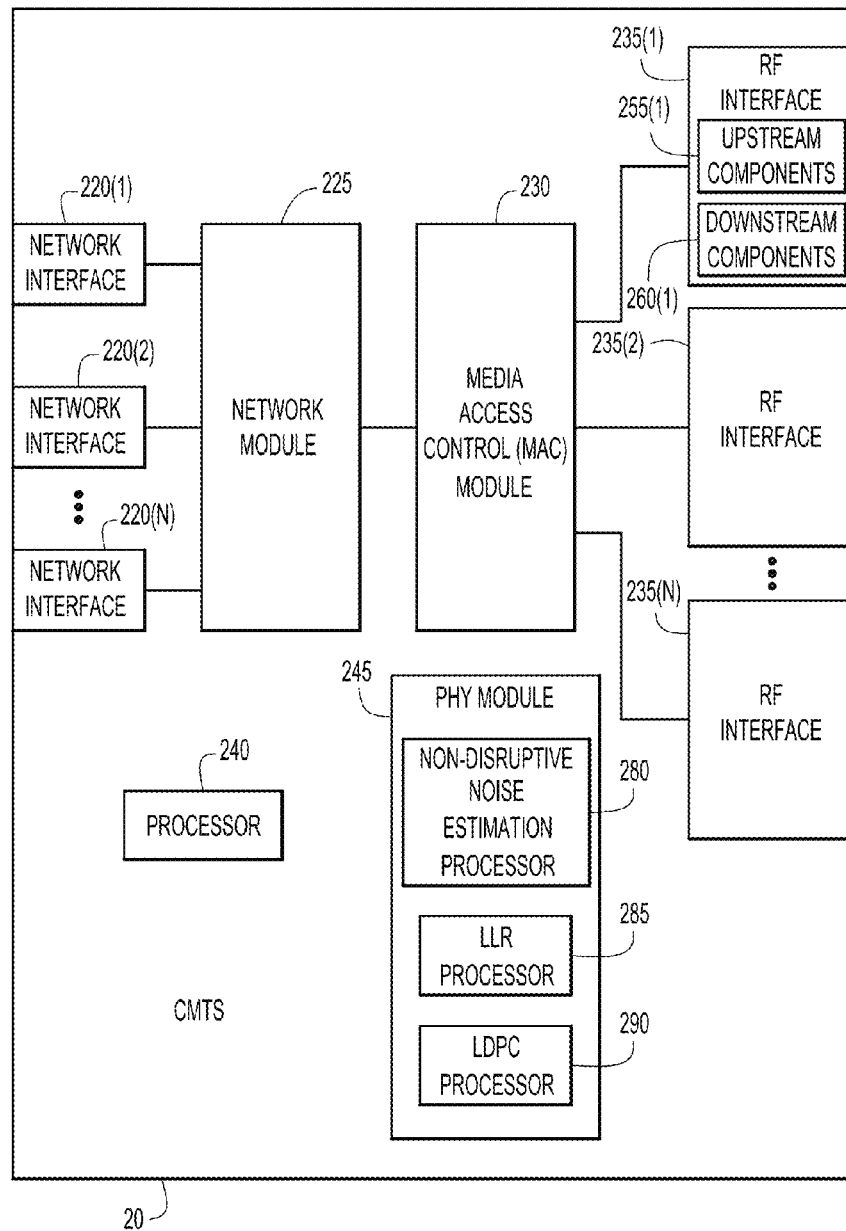 235(1)
RF
INTERFACE
255(1)
UPSTREAM
COMPONENTS
DOWNSTREAM
COMPONENTS
260(1)
220(1)
NETWORK
INTERFACE
225
NETWORK
MODULE
230
MEDIA
ACCESS
CONTROL (MAC)
MODULE
235(2)
RF
INTERFACE
220(2)
NETWORK
INTERFACE
220(N)
NETWORK
INTERFACE
235(N)
RF
INTERFACE
245
PHY MODULE
NON-DISRUPTIVE
NOISE
ESTIMATION
PROCESSOR
280
240
PROCESSOR
285
LLR
PROCESSOR
290
LDPC
PROCESSOR
CMTS
20